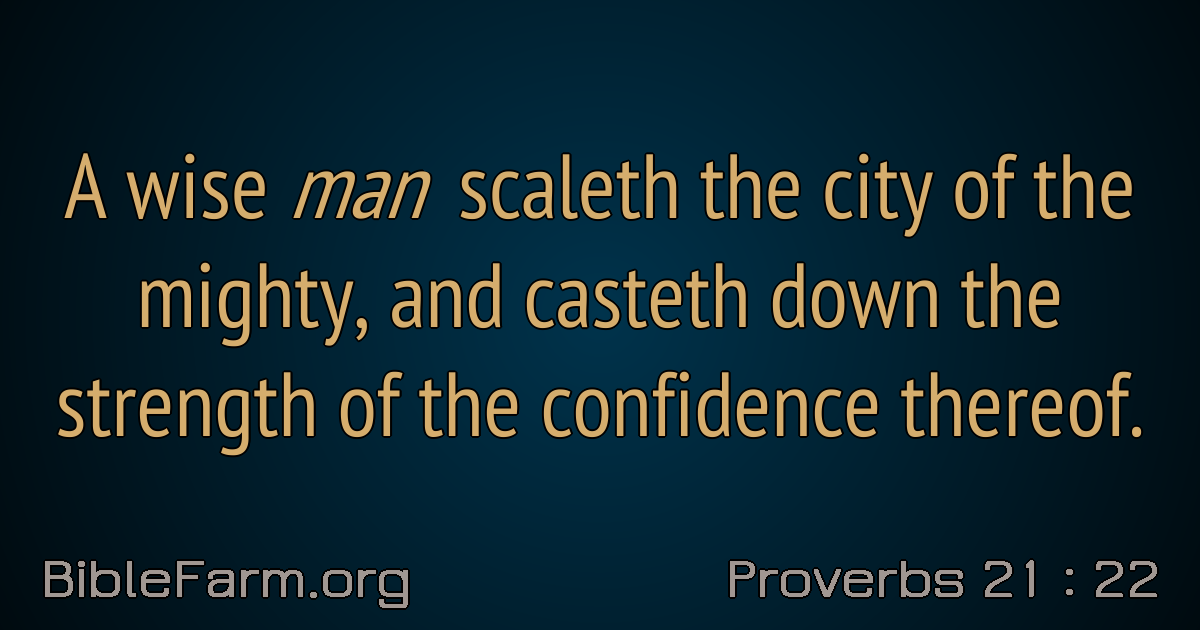 A wise man scaleth the city of the
mighty, and casteth down the
strength of the confidence thereof.
BibleFarm.org
Proverbs 21 : 22